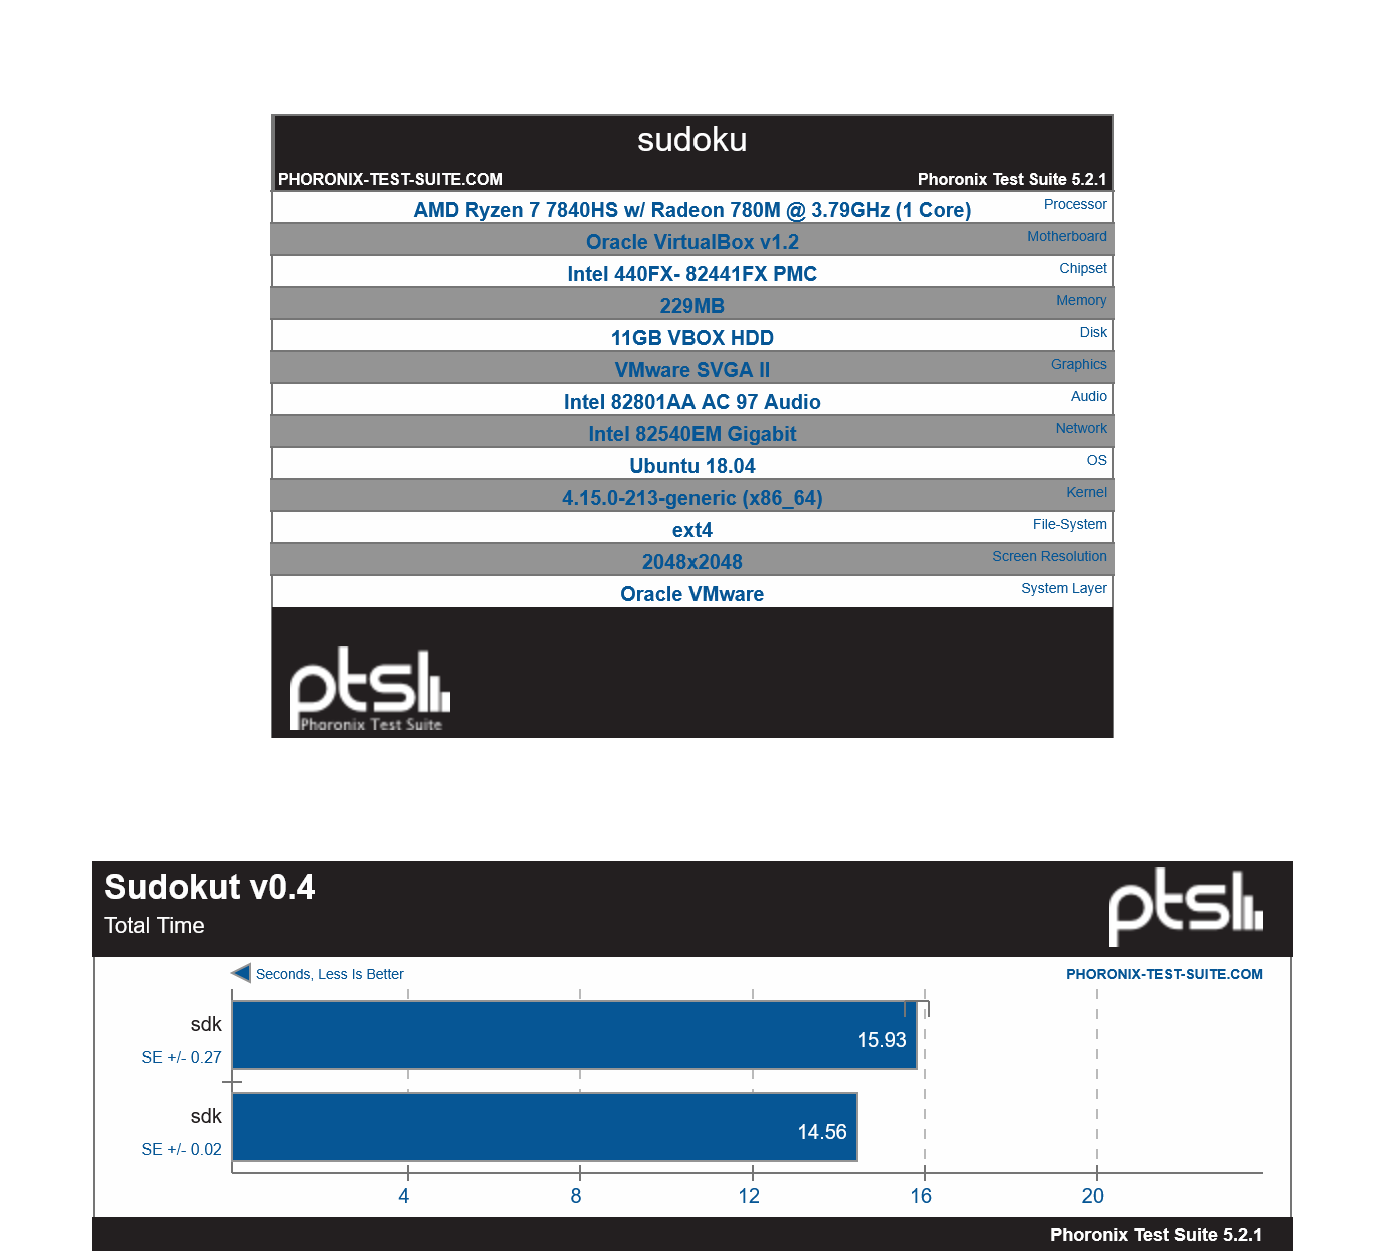 sudoku
PHORONIX-TEST-SUITE.COM Phoronix Test Suite 5.2.1
AMD Ryzen 7 7840HS w/ Radeon 780M @ 3.79GHz (1 Core) Processor
Oracle VirtualBox v1.2 Motherboard
Intel 440FX- 82441FX PMC Chipset
229MB Memory
11GB VBOX HDD Disk
VMware SVGA II Graphics
Intel 82801AA AC 97 Audio Audio
Intel 82540EM Gigabit Network
Ubuntu 18.04 OS
4.15.0-213-generic (x86_64) Kernel
ext4 File-System
2048x2048 Screen Resolution
Oracle VMware System Layer
pts
Phoronix Test Suite
Sudokut v0.4
Total Time
pts
Seconds, Less Is Better PHORONIX-TEST-SUITE.COM
sdk
SE +/- 0.27
15.93
sdk
SE +/- 0.02
14.56
4 8 12 16 20
Phoronix Test Suite 5.2.1